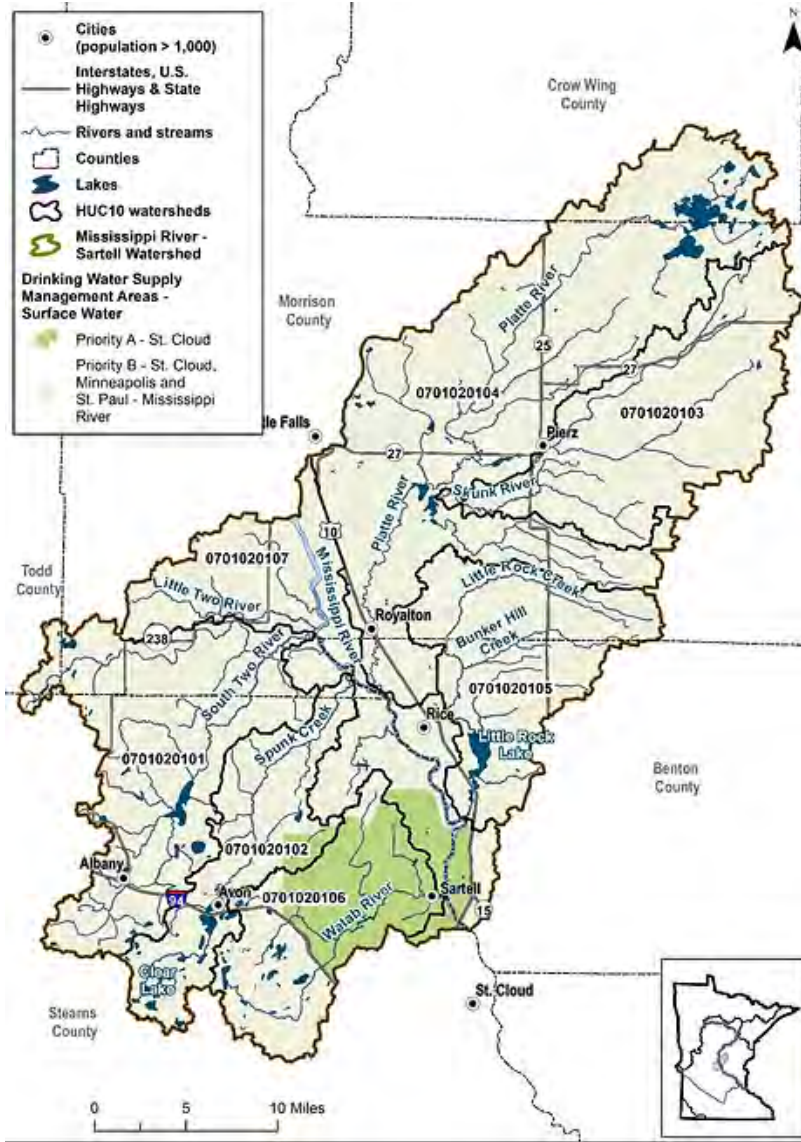 Cities
(population > 1,000)
Interstates, U.S.
Highways & State
Highways
Rivers and streams
Counties
Lakes
HUC10 watersheds
Mississippi River -
Sartell Watershed
Drinking Water Supply
Management Areas -
Surface Water
Priority A - St. Cloud
Priority B - St. Cloud,
Minneapolis and
St. Paul - Mississippi
River
N
Crow Wing
County
Morrison
County
Platte River
25
27
0701020104
0701020103
le Falls
Pierz
27
Skunk River
Platte River
10
0701020107
Mississippi River
Little Rock Creek
Todd
County
Little Two River
Royalton
Bunker Hill
Creek
238
South Two River
0701020105
Rice
Spunk Creek
Little Rock
Lake
0701020101
Benton
County
0701020102
Albany
94
Avon
0701020106
Sartell
Watab River
15
Clear
Lake
St. Cloud
Stearns
County
0 5 10 Miles